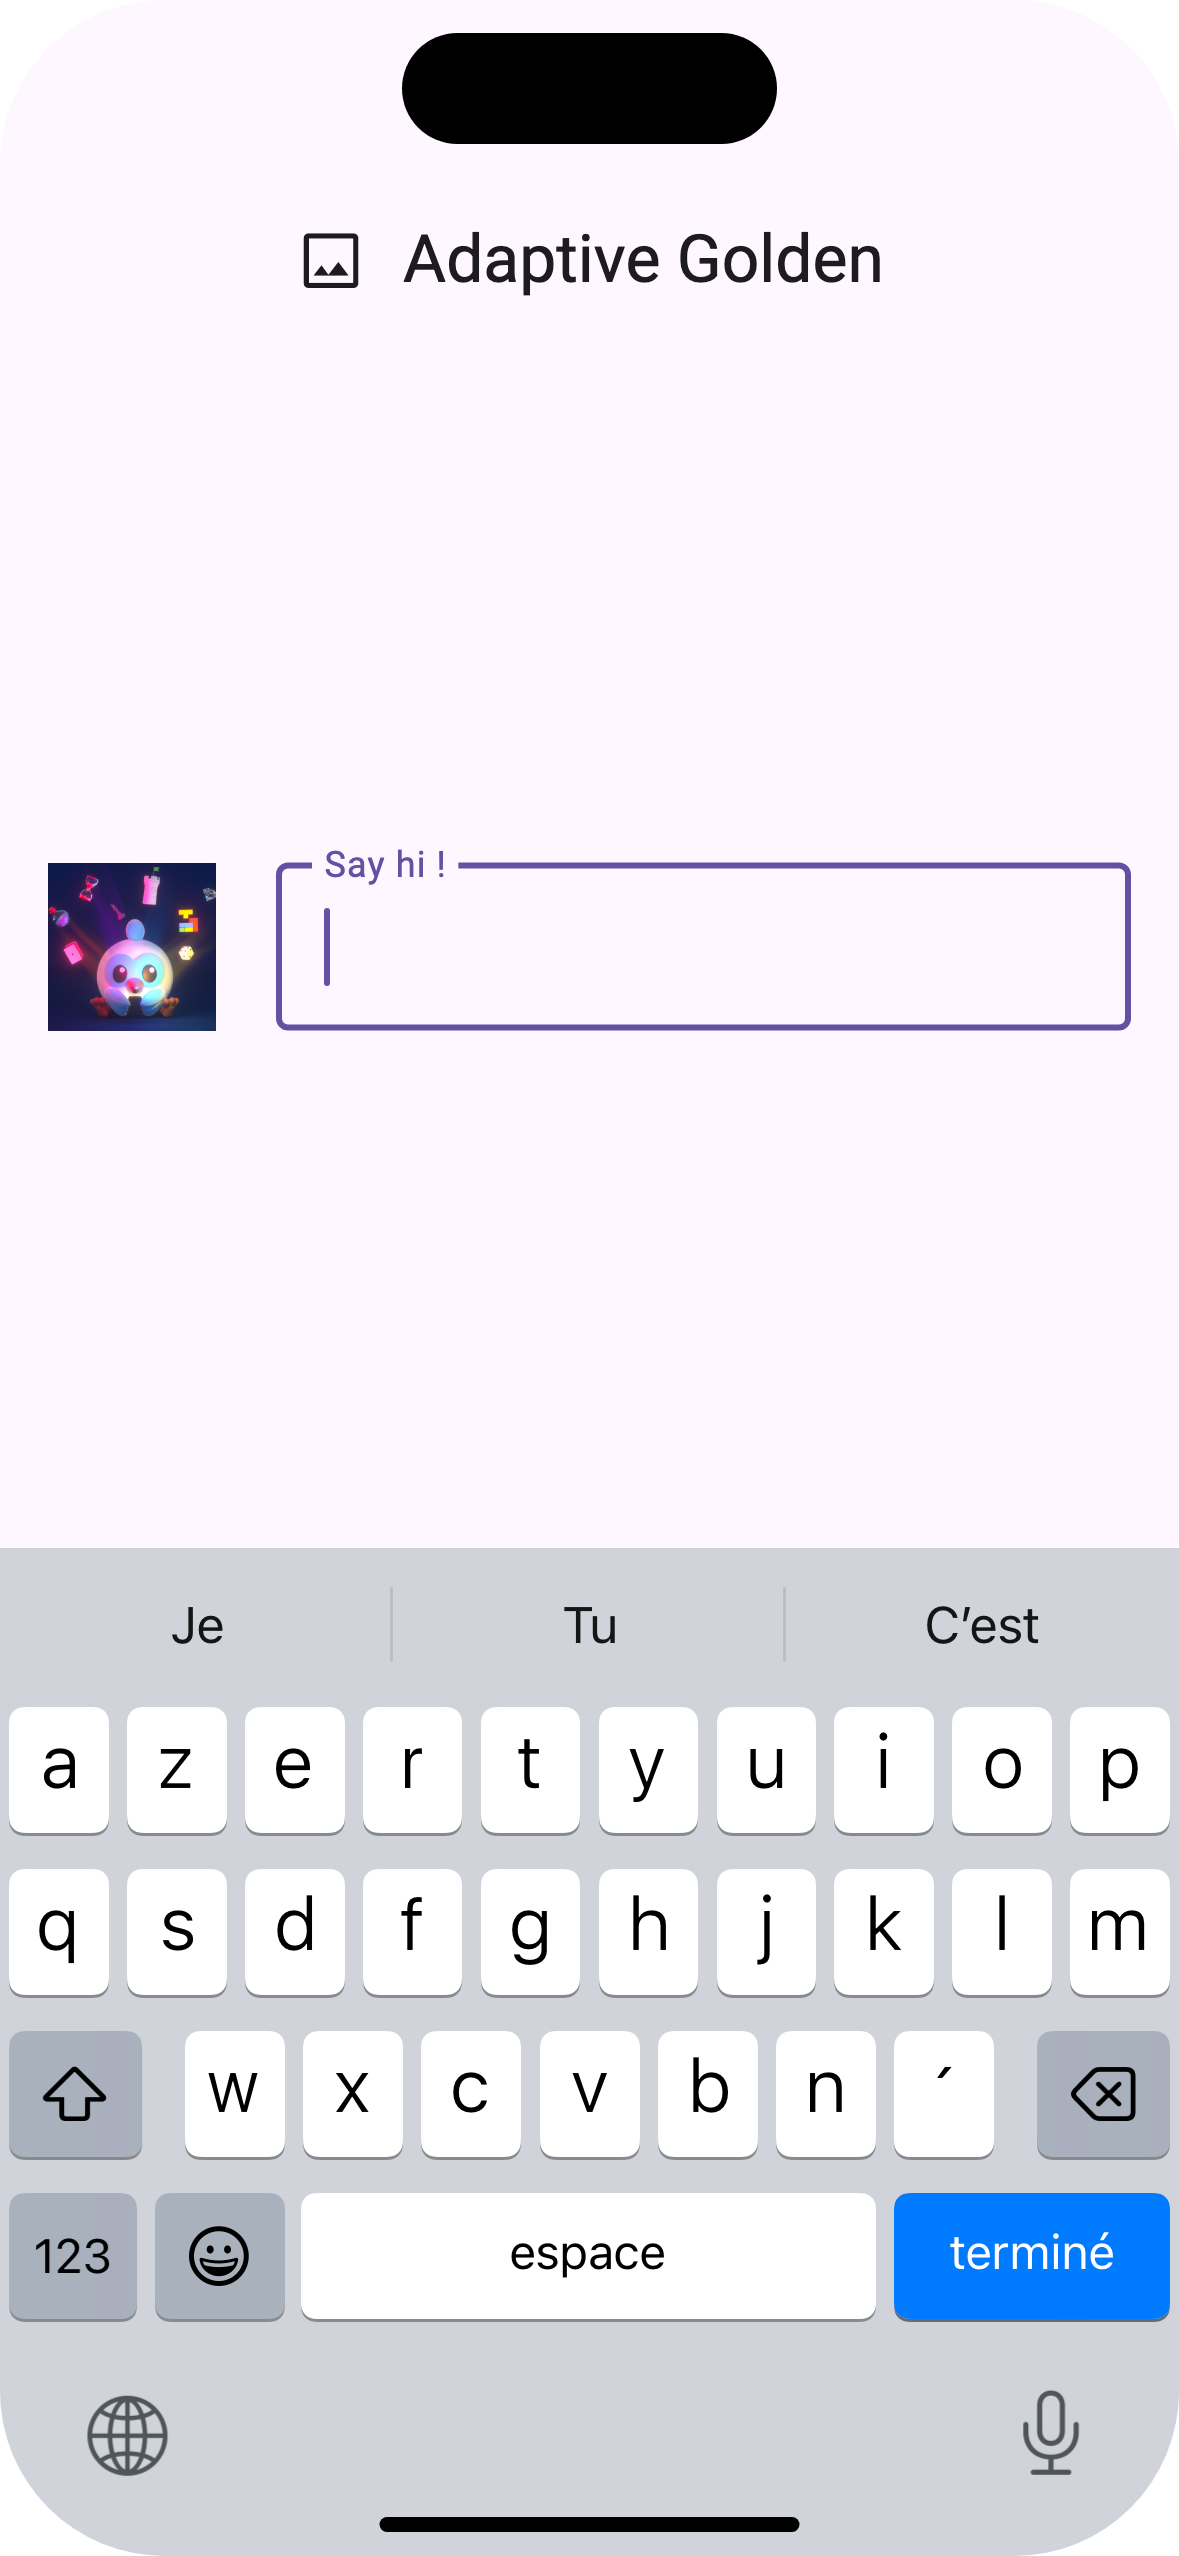 Adaptive Golden
Say hi !
Je Tu C’est
a z e r t y u i o p
q s d f g h j k l m
w x c v b n ´
123 espace terminé